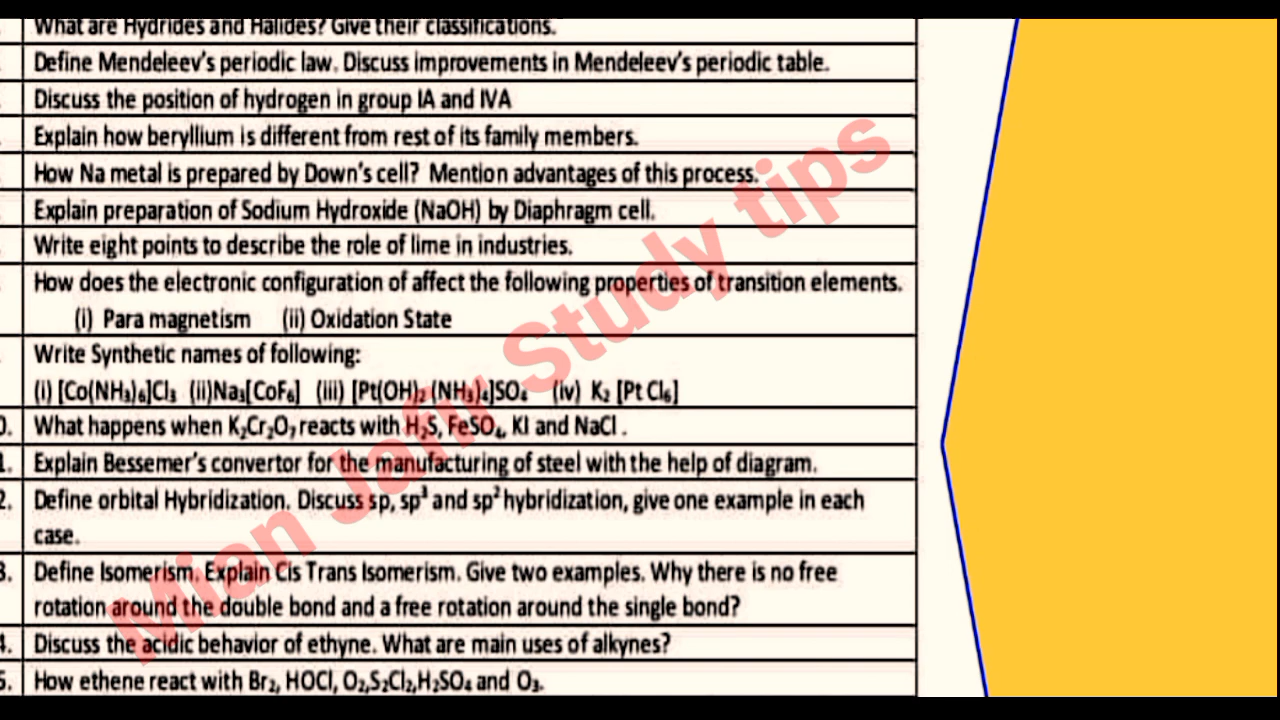 What are Hydrides and Halides? Give their classifications.
Define Mendeleev's periodic law. Discuss improvements in Mendeleev's periodic table.
Discuss the position of hydrogen in group IA and IVA
Explain how beryllium is different from rest of its family members.
How Na metal is prepared by Down's cell? Mention advantages of this process.
Explain preparation of Sodium Hydroxide (NaOH) by Diaphragm cell.
Write eight points to describe the role of lime in industries.
How does the electronic configuration of affect the following properties of transition elements.
(i) Para magnetism (ii) Oxidation State
Write Synthetic names of following:
(i) [Co(NH₃)₆]Cl₃ (ii)Na₃[CoF₆] (iii) [Pt(OH)₂(NH₃)₄]SO₄ (iv) K₂ [Pt Cl₆]
0. What happens when K₂Cr₂O₇ reacts with H₂S, FeSO₄, KI and NaCl .
1. Explain Bessemer's convertor for the manufacturing of steel with the help of diagram.
2. Define orbital Hybridization. Discuss sp, sp³ and sp² hybridization, give one example in each
case.
3. Define Isomerism. Explain Cis Trans Isomerism. Give two examples. Why there is no free
rotation around the double bond and a free rotation around the single bond?
4. Discuss the acidic behavior of ethyne. What are main uses of alkynes?
5. How ethene react with Br₂, HOCl, O₂,S₂Cl₂,H₂SO₄ and O₃.
Mian Jafir Study tips